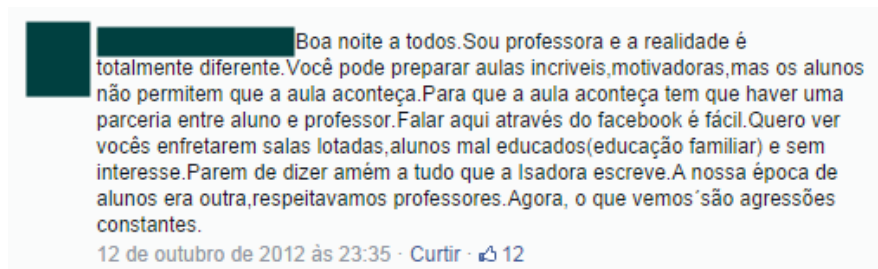 Boa noite a todos.Sou professora e a realidade é
totalmente diferente.Você pode preparar aulas incriveis,motivadoras,mas os alunos
não permitem que a aula aconteça.Para que a aula aconteça tem que haver uma
parceria entre aluno e professor.Falar aqui através do facebook é fácil.Quero ver
vocês enfretarem salas lotadas,alunos mal educados(educação familiar) e sem
interesse.Parem de dizer amém a tudo que a Isadora escreve.A nossa época de
alunos era outra,respeitavamos professores.Agora, o que vemos´são agressões
constantes.
12 de outubro de 2012 às 23:35 · Curtir · 12